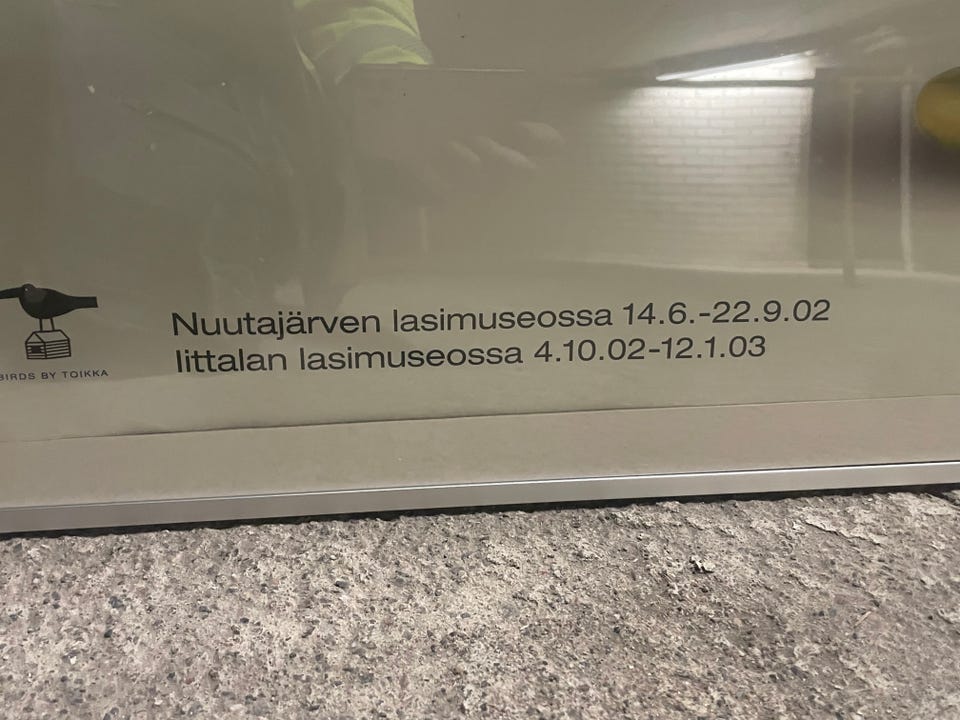 Nuutajärven lasimuseossa 14.6.-22.9.02
Iittalan lasimuseossa 4.10.02-12.1.03
BIRDS BY TOIKKA